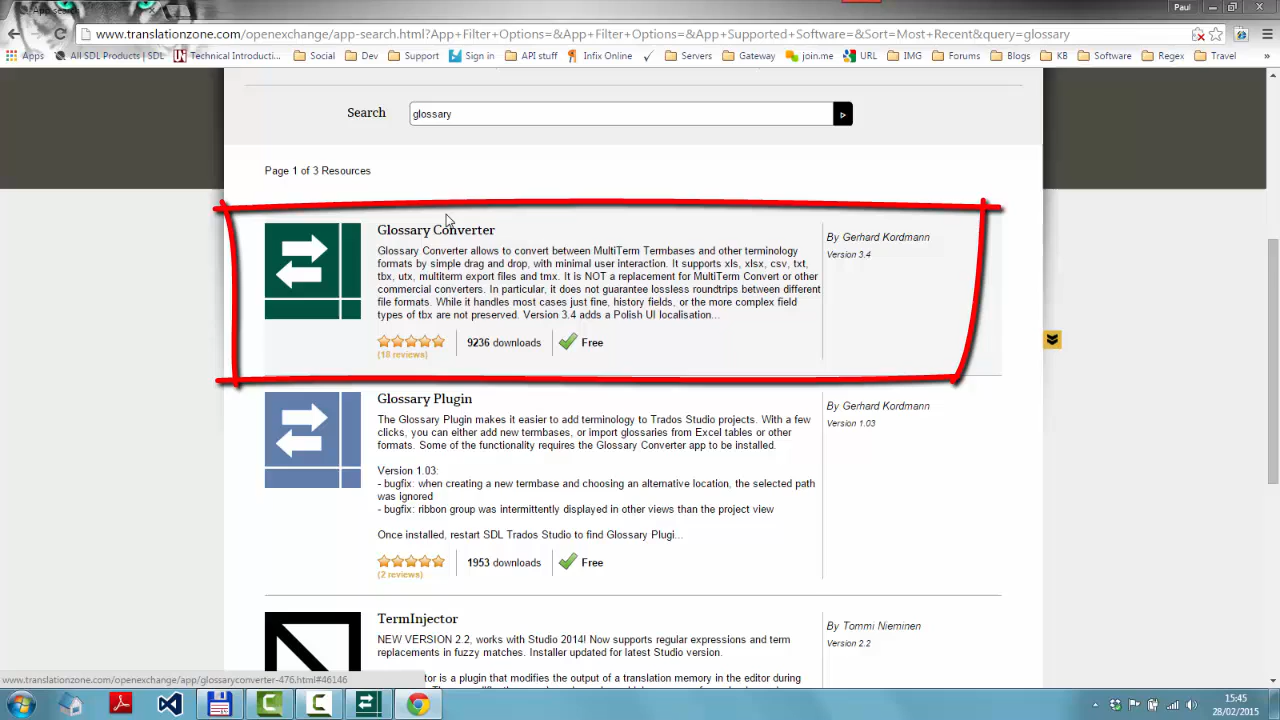 Paul
www.translationzone.com/openexchange/app-search.html?App+Filter+Options=&App+Filter+Options=&App+Supported+Software=&Sort=Most+Recent&query=glossary
Apps All SDL Products | SDL Technical Introductio... Social Dev Support Sign in API stuff Infix Online Servers Gateway join.me URL IMG Forums Blogs KB Software Regex Travel
Search glossary
Page 1 of 3 Resources
Glossary Converter
Glossary Converter allows to convert between MultiTerm Termbases and other terminology
formats by simple drag and drop, with minimal user interaction. It supports xls, xlsx, csv, txt,
tbx, utx, multiterm export files and tmx. It is NOT a replacement for MultiTerm Convert or other
commercial converters. In particular, it does not guarantee lossless roundtrips between different
file formats. While it handles most cases just fine, history fields, or the more complex field
types of tbx are not preserved. Version 3.4 adds a Polish UI localisation...
(18 reviews)
9236 downloads
Free
By Gerhard Kordmann
Version 3.4
Glossary Plugin
The Glossary Plugin makes it easier to add terminology to Trados Studio projects. With a few
clicks, you can either add new termbases, or import glossaries from Excel tables or other
formats. Some of the functionality requires the Glossary Converter app to be installed.
Version 1.03:
- bugfix: when creating a new termbase and choosing an alternative location, the selected path
was ignored
- bugfix: ribbon group was intermittently displayed in other views than the project view
Once installed, restart SDL Trados Studio to find Glossary Plugi...
(2 reviews)
1953 downloads
Free
By Gerhard Kordmann
Version 1.03
TermInjector
NEW VERSION 2.2, works with Studio 2014! Now supports regular expressions and term
replacements in fuzzy matches. Installer updated for latest Studio version.
is a plugin that modifies the output of a translation memory in the editor during
By Tommi Nieminen
Version 2.2
www.translationzone.com/openexchange/app/glossaryconverter-476.html#46146
15:45
28/02/2015